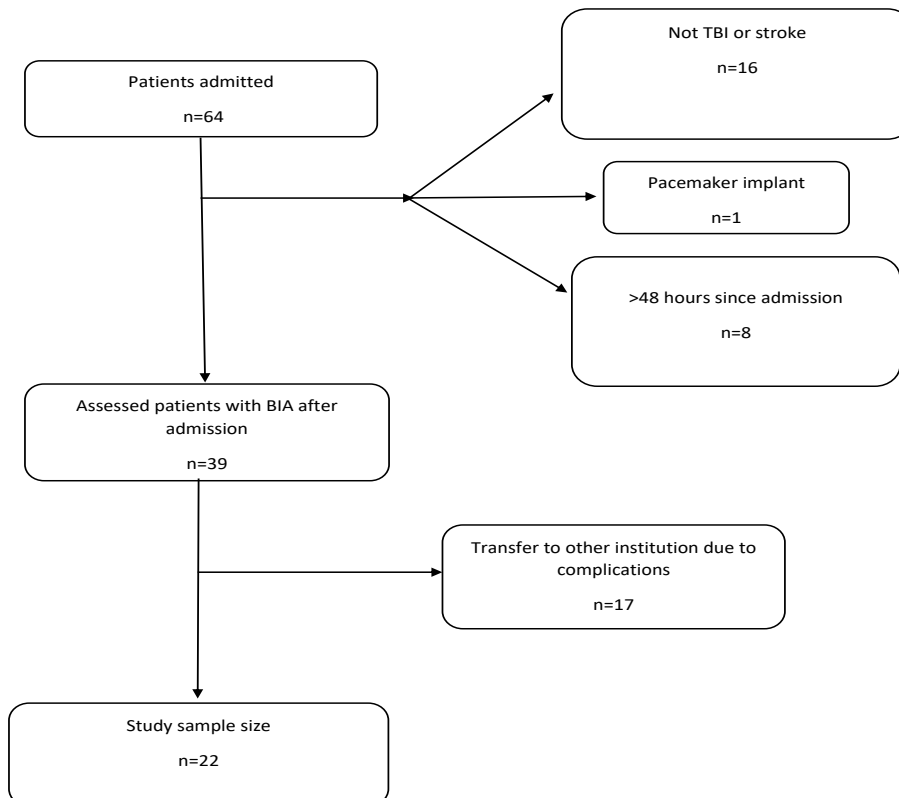 Patients admitted
n=64
Not TBI or stroke
n=16
Pacemaker implant
n=1
>48 hours since admission
n=8
Assessed patients with BIA after
admission
n=39
Transfer to other institution due to
complications
n=17
Study sample size
n=22